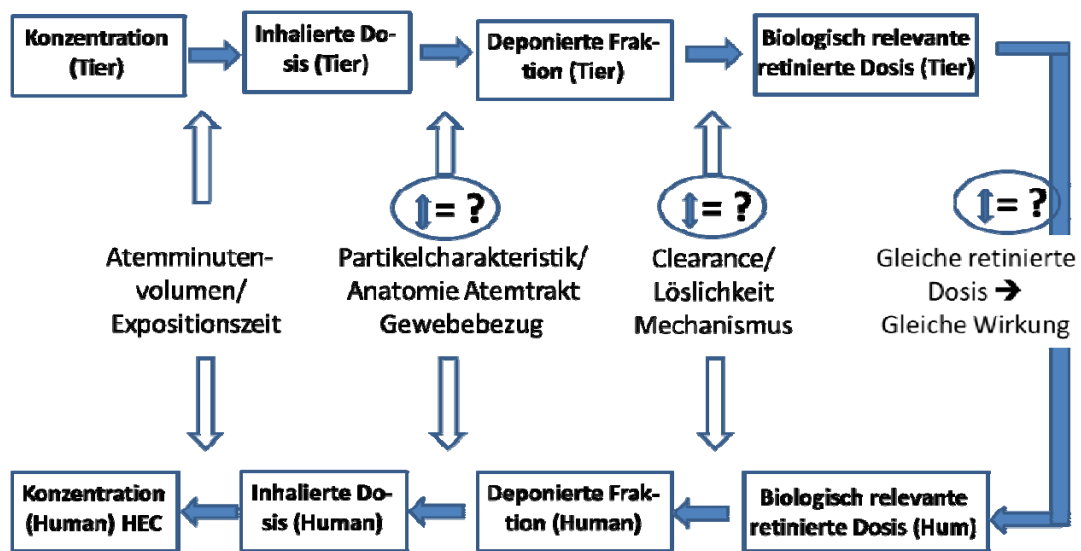 Konzentration
(Tier)
Inhalierte Do-
sis (Tier)
Deponierte Frak-
tion (Tier)
Biologisch relevante
retinierte Dosis (Tier)
= ?
= ?
= ?
Atemminuten-
volumen/
Expositionszeit
Partikelcharakteristik/
Anatomie Atemtrakt
Gewebebezug
Clearance/
Löslichkeit
Mechanismus
Gleiche retinierte
Dosis ➔
Gleiche Wirkung
Konzentration
(Human) HEC
Inhalierte Do-
sis (Human)
Deponierte Frak-
tion (Human)
Biologisch relevante
retinierte Dosis (Hum)